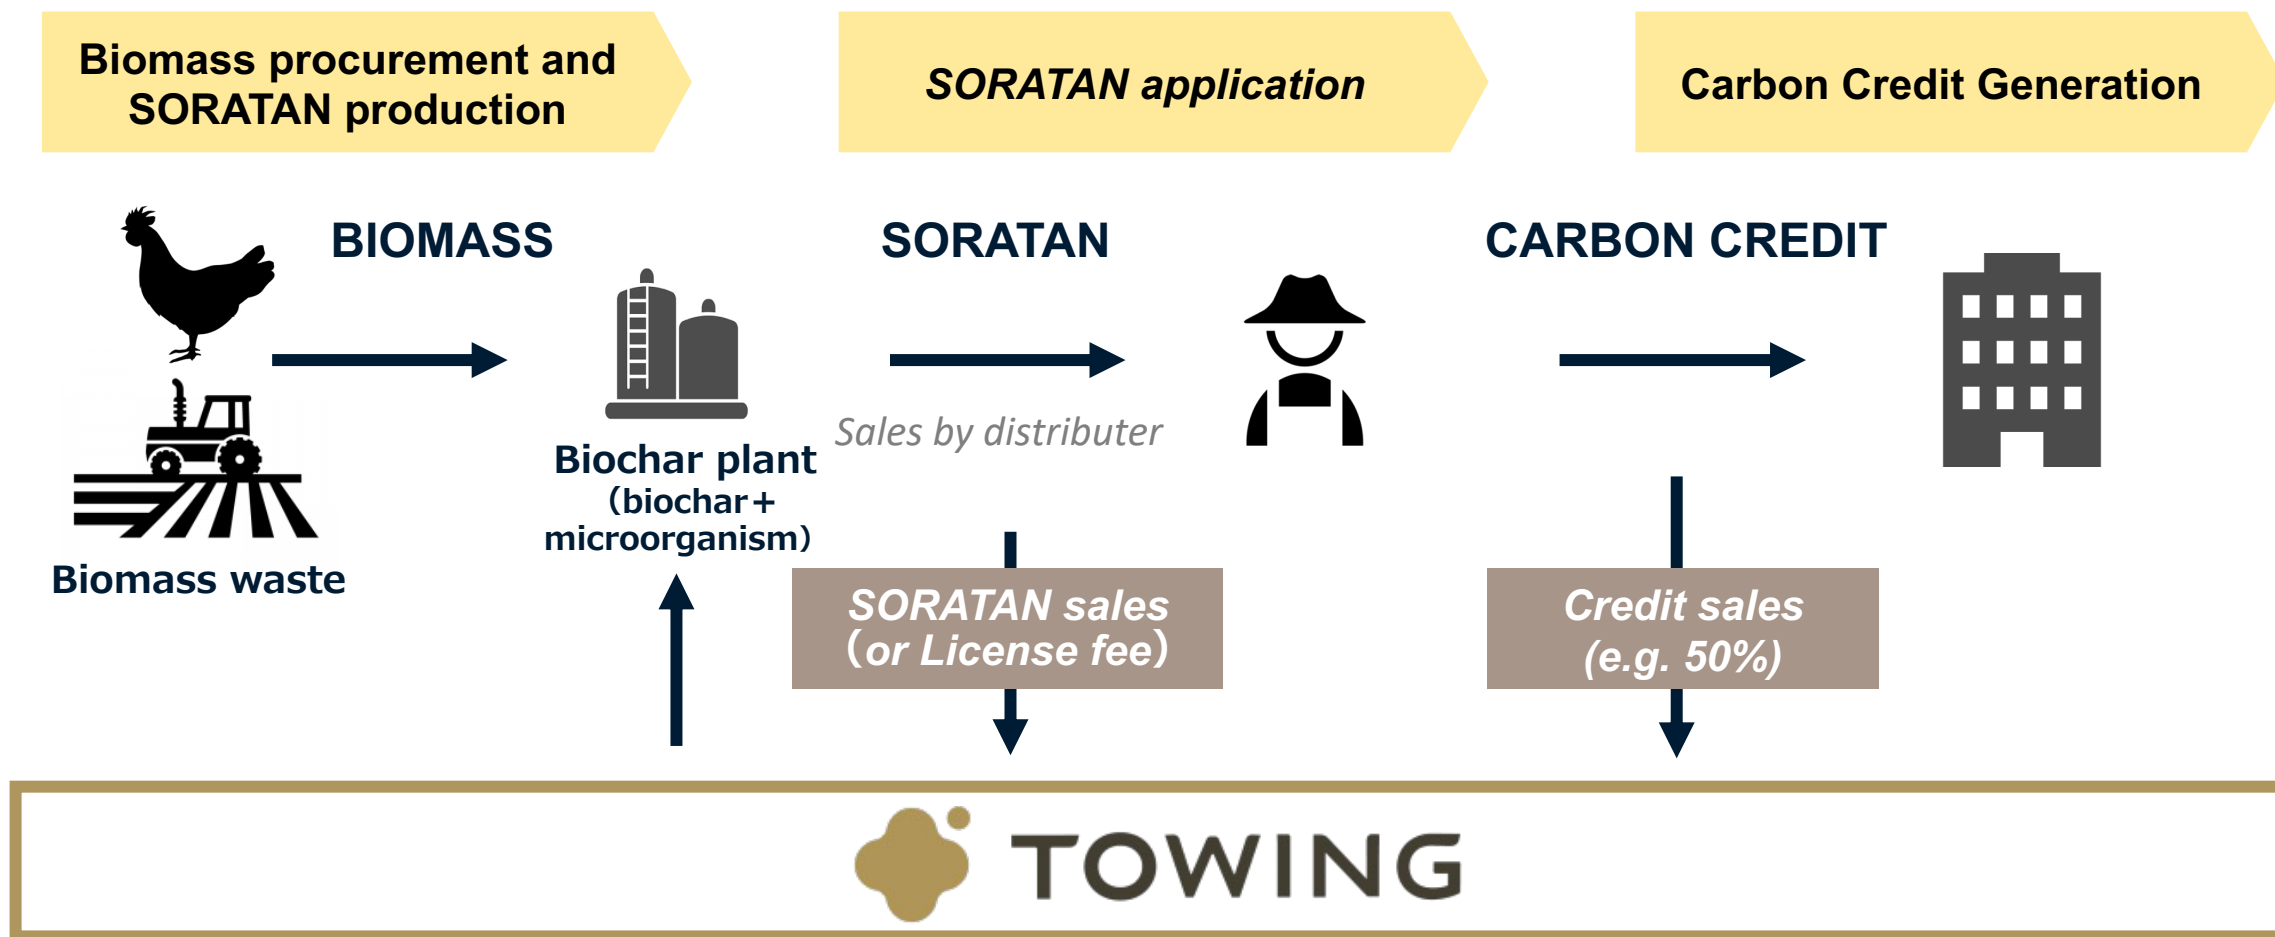 Biomass procurement and
SORATAN production
SORATAN application
Carbon Credit Generation
BIOMASS
SORATAN
CARBON CREDIT
Sales by distributer
Biochar plant
（biochar＋
microorganism）
Biomass waste
SORATAN sales
（or License fee）
Credit sales
(e.g. 50%)
TOWING